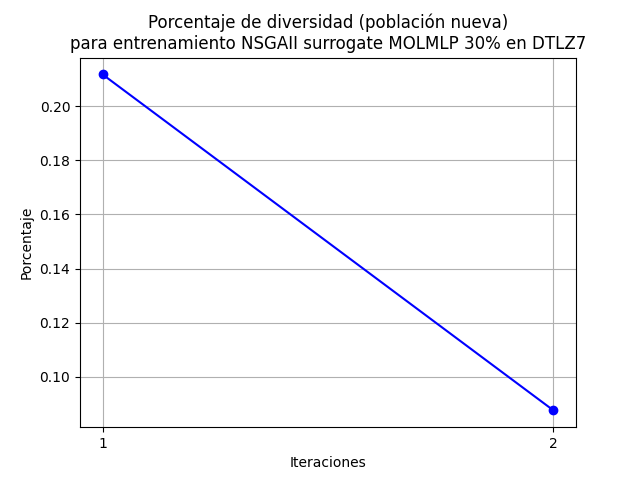 Porcentaje de diversidad (población nueva)
para entrenamiento NSGAII surrogate MOLMLP 30% en DTLZ7
0.20
0.18
0.16
0.14
0.12
0.10
Porcentaje
1
2
Iteraciones